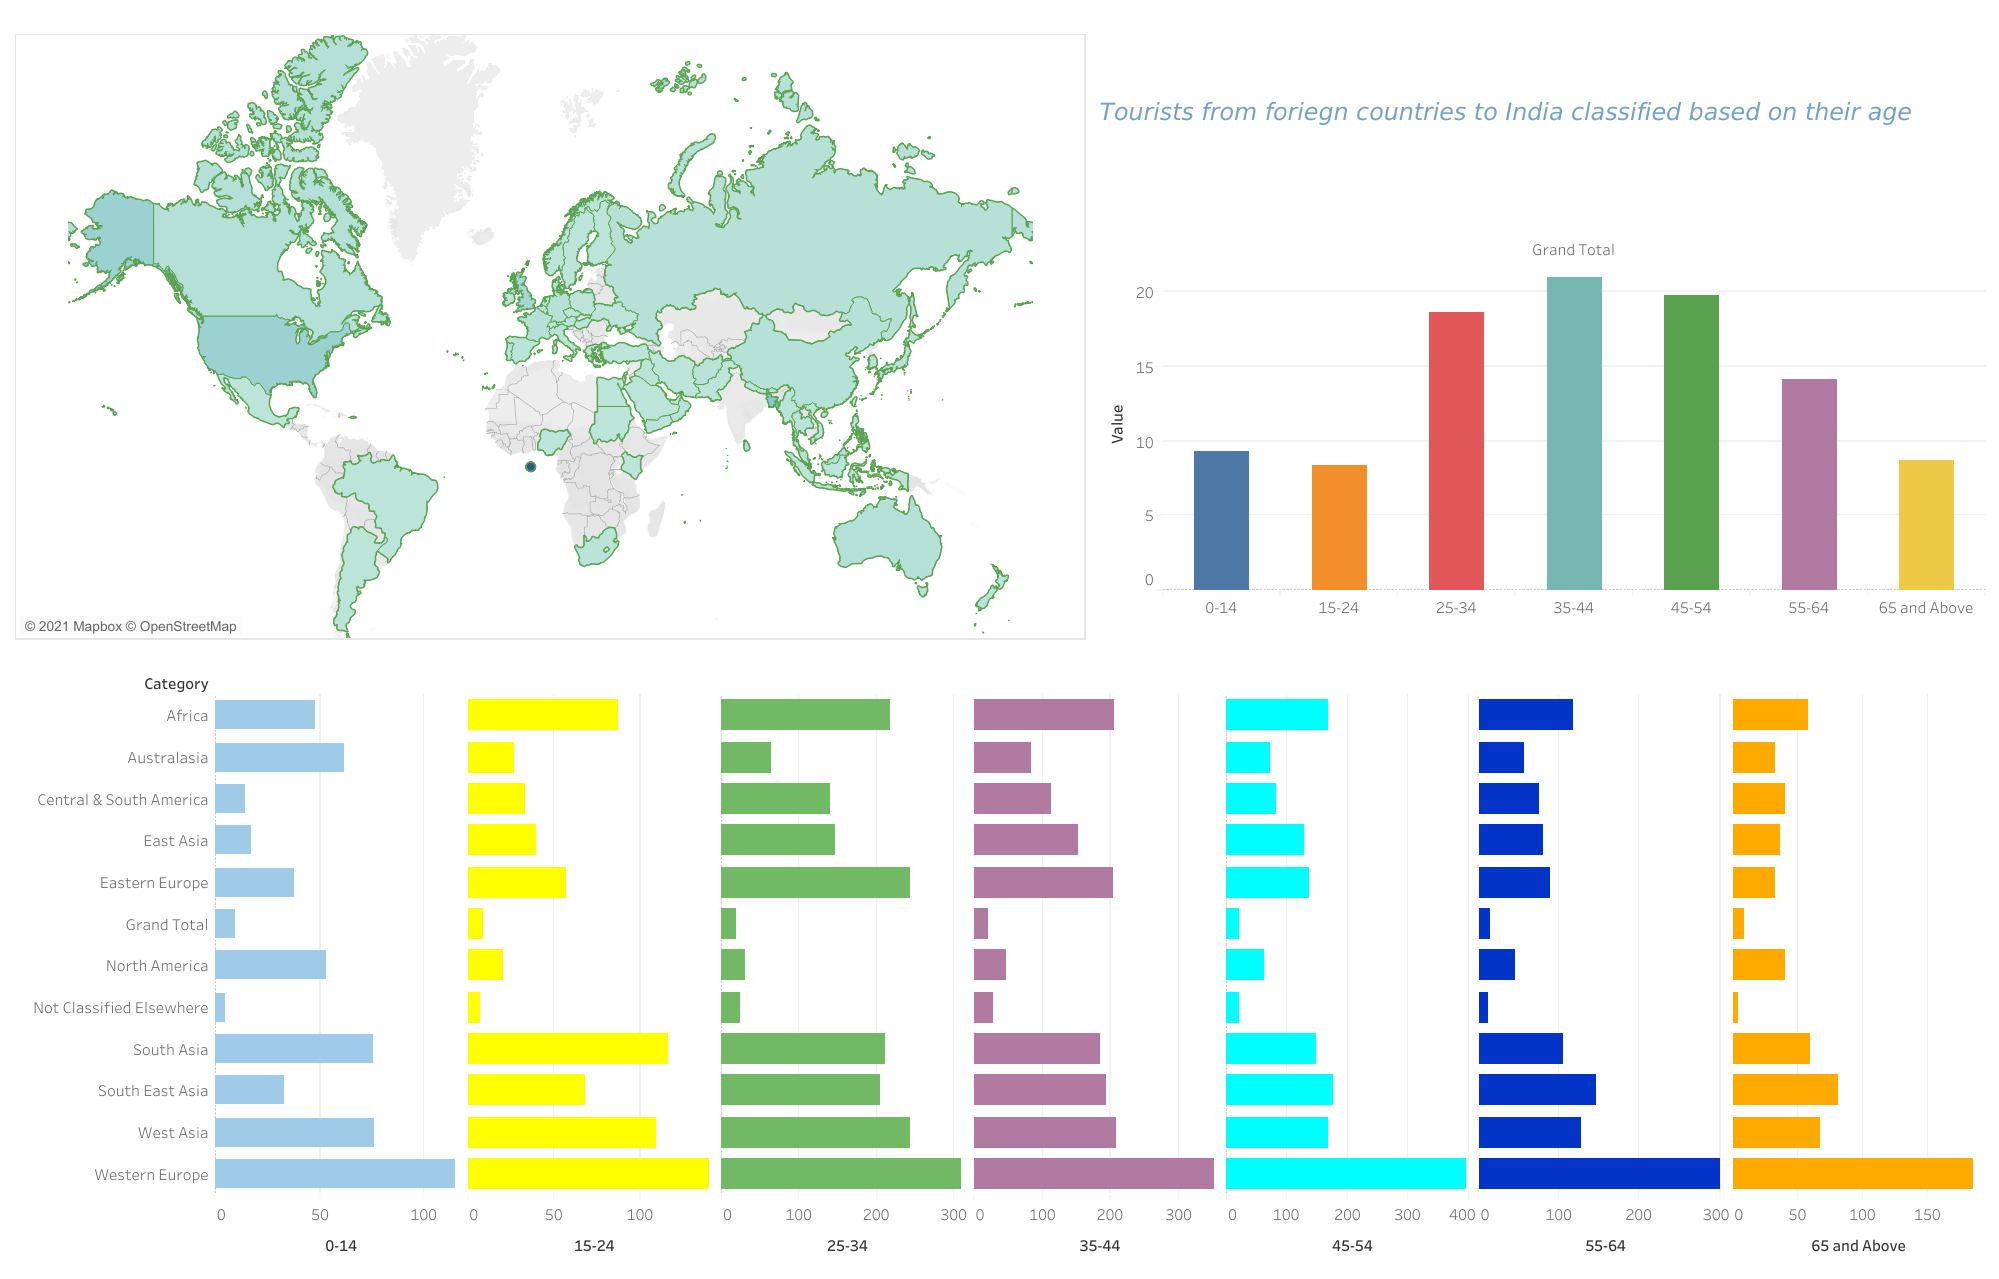 Tourists from foriegn countries to India classified based on their age
© 2021 Mapbox © OpenStreetMap
Grand Total
Value
20
15
10
5
0
0-14 15-24 25-34 35-44 45-54 55-64 65 and Above
Category
Africa
Australasia
Central & South America
East Asia
Eastern Europe
Grand Total
North America
Not Classified Elsewhere
South Asia
South East Asia
West Asia
Western Europe
0 50 100 0 50 100 0 100 200 300 0 100 200 300 0 100 200 300 400 0 100 200 300 0 50 100 150
0-14 15-24 25-34 35-44 45-54 55-64 65 and Above